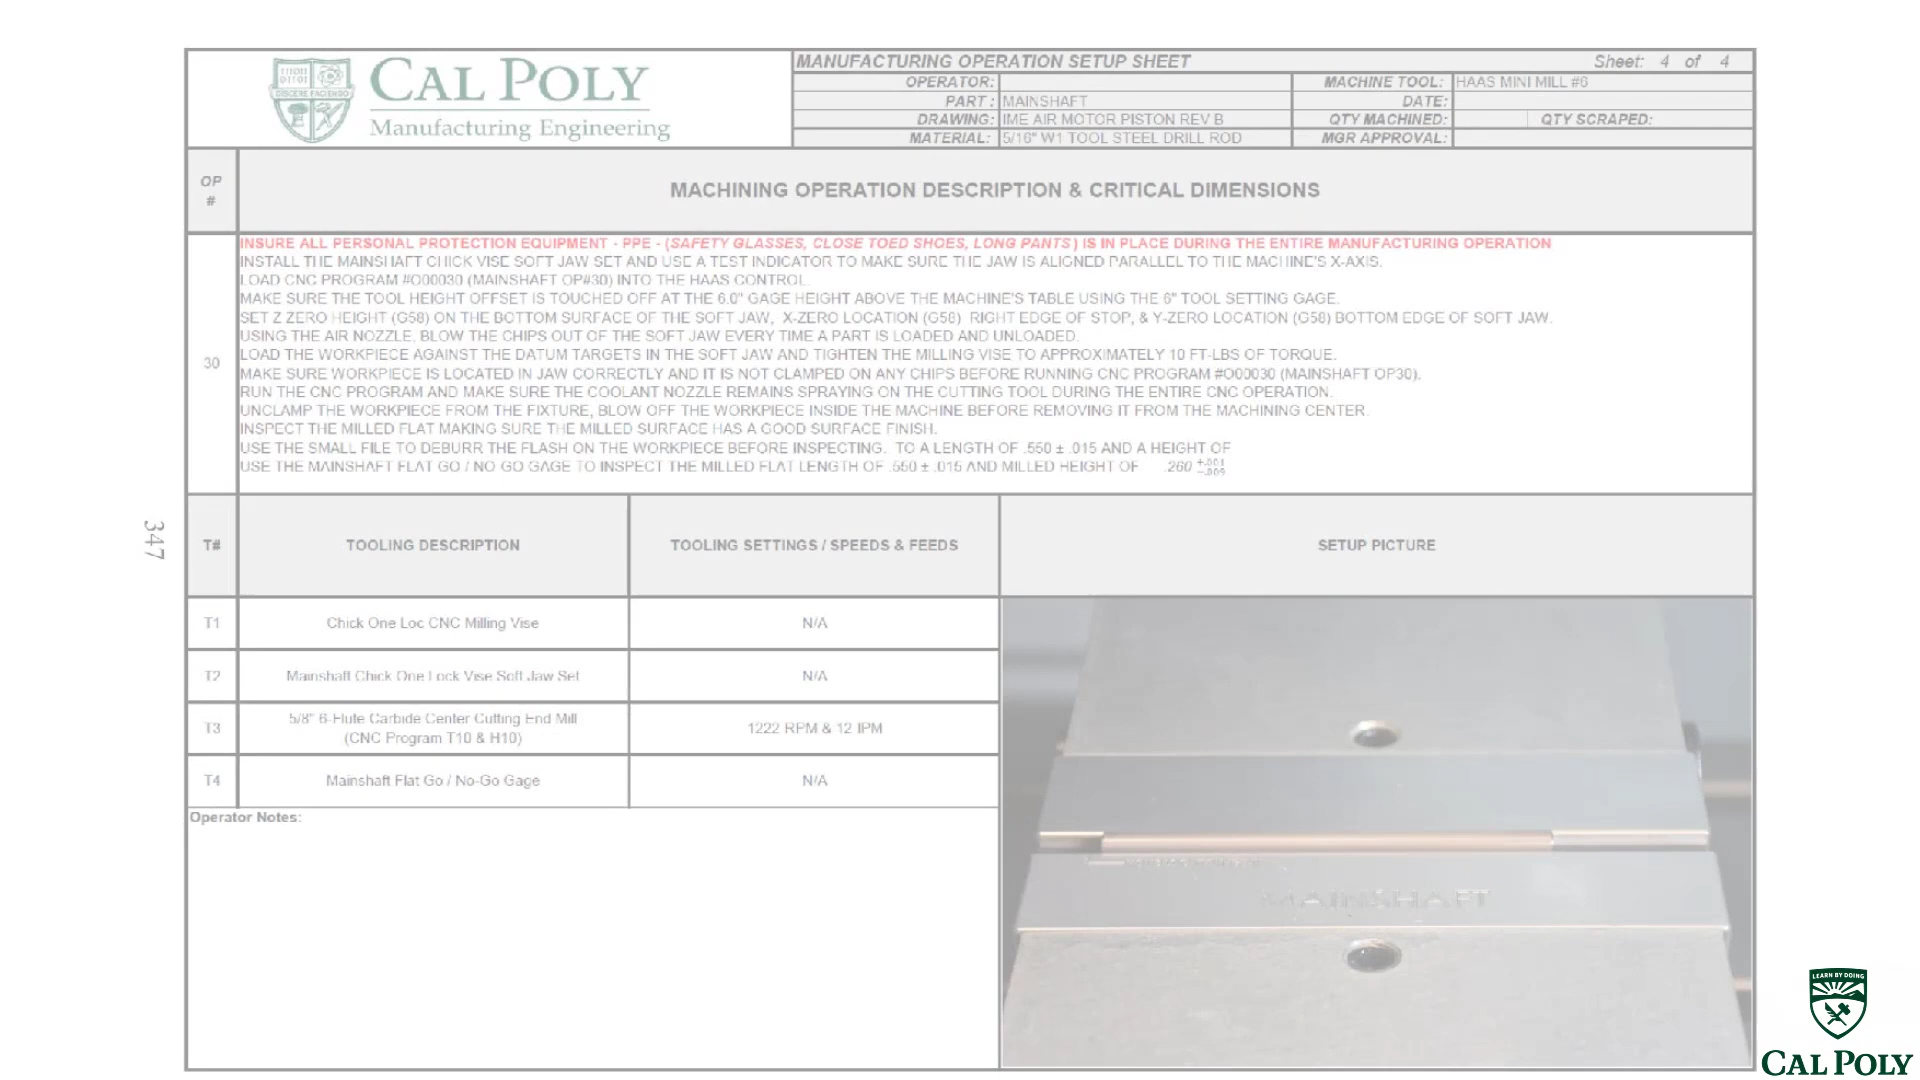 CAL POLY
Manufacturing Engineering
MANUFACTURING OPERATION SETUP SHEET Sheet: 4 of 4
OPERATOR: MACHINE TOOL: HAAS MINI MILL #6
PART : MAINSHAFT DATE:
DRAWING: IME AIR MOTOR PISTON REV B QTY MACHINED: QTY SCRAPED:
MATERIAL: 5/16" W1 TOOL STEEL DRILL ROD MGR APPROVAL:
OP
#
MACHINING OPERATION DESCRIPTION & CRITICAL DIMENSIONS
30
INSURE ALL PERSONAL PROTECTION EQUIPMENT - PPE - (SAFETY GLASSES, CLOSE TOED SHOES, LONG PANTS) IS IN PLACE DURING THE ENTIRE MANUFACTURING OPERATION
INSTALL THE MAINSHAFT CHICK VISE SOFT JAW SET AND USE A TEST INDICATOR TO MAKE SURE THE JAW IS ALIGNED PARALLEL TO THE MACHINE'S X-AXIS.
LOAD CNC PROGRAM #O00030 (MAINSHAFT OP#30) INTO THE HAAS CONTROL.
MAKE SURE THE TOOL HEIGHT OFFSET IS TOUCHED OFF AT THE 6.0" GAGE HEIGHT ABOVE THE MACHINE'S TABLE USING THE 6" TOOL SETTING GAGE.
SET Z ZERO HEIGHT (G58) ON THE BOTTOM SURFACE OF THE SOFT JAW, X-ZERO LOCATION (G58) RIGHT EDGE OF STOP, & Y-ZERO LOCATION (G58) BOTTOM EDGE OF SOFT JAW.
USING THE AIR NOZZLE, BLOW THE CHIPS OUT OF THE SOFT JAW EVERY TIME A PART IS LOADED AND UNLOADED.
LOAD THE WORKPIECE AGAINST THE DATUM TARGETS IN THE SOFT JAW AND TIGHTEN THE MILLING VISE TO APPROXIMATELY 10 FT-LBS OF TORQUE.
MAKE SURE WORKPIECE IS LOCATED IN JAW CORRECTLY AND IT IS NOT CLAMPED ON ANY CHIPS BEFORE RUNNING CNC PROGRAM #O00030 (MAINSHAFT OP30).
RUN THE CNC PROGRAM AND MAKE SURE THE COOLANT NOZZLE REMAINS SPRAYING ON THE CUTTING TOOL DURING THE ENTIRE CNC OPERATION.
UNCLAMP THE WORKPIECE FROM THE FIXTURE, BLOW OFF THE WORKPIECE INSIDE THE MACHINE BEFORE REMOVING IT FROM THE MACHINING CENTER.
INSPECT THE MILLED FLAT MAKING SURE THE MILLED SURFACE HAS A GOOD SURFACE FINISH.
USE THE SMALL FILE TO DEBURR THE FLASH ON THE WORKPIECE BEFORE INSPECTING. TO A LENGTH OF .550 ± .015 AND A HEIGHT OF
USE THE MAINSHAFT FLAT GO / NO GO GAGE TO INSPECT THE MILLED FLAT LENGTH OF .550 ± .015 AND MILLED HEIGHT OF .260 +.001 -.009
347
T# TOOLING DESCRIPTION TOOLING SETTINGS / SPEEDS & FEEDS SETUP PICTURE
T1 Chick One Loc CNC Milling Vise N/A
T2 Mainshaft Chick One Lock Vise Soft Jaw Set N/A
T3 5/8" 6-Flute Carbide Center Cutting End Mill
(CNC Program T10 & H10) 1222 RPM & 12 IPM
T4 Mainshaft Flat Go / No-Go Gage N/A
Operator Notes:
MAINSHAFT
LEARN BY DOING
CAL POLY